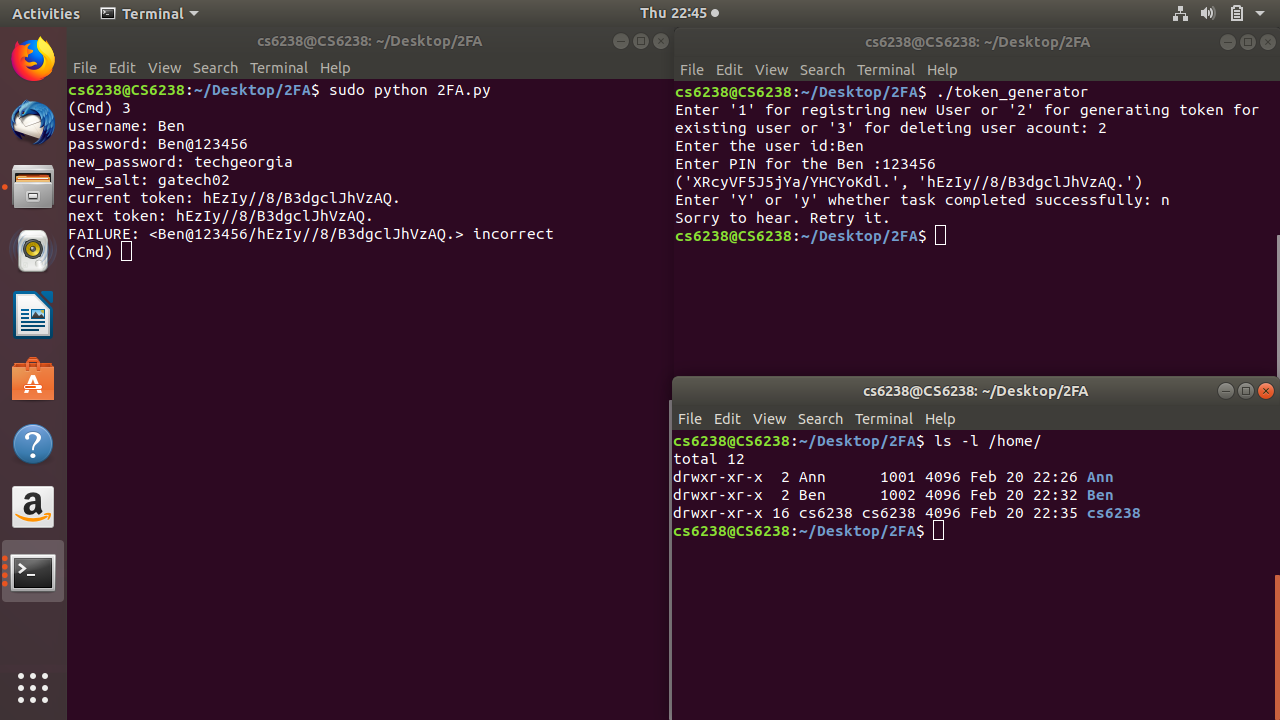 Activities Terminal Thu 22:45
cs6238@CS6238: ~/Desktop/2FA
File Edit View Search Terminal Help
cs6238@CS6238:~/Desktop/2FA$ sudo python 2FA.py
(Cmd) 3
username: Ben
password: Ben@123456
new_password: techgeorgia
new_salt: gatech02
current token: hEzIy//8/B3dgclJhVzAQ.
next token: hEzIy//8/B3dgclJhVzAQ.
FAILURE: <Ben@123456/hEzIy//8/B3dgclJhVzAQ.> incorrect
(Cmd)
cs6238@CS6238: ~/Desktop/2FA
File Edit View Search Terminal Help
cs6238@CS6238:~/Desktop/2FA$ ./token_generator
Enter '1' for registring new User or '2' for generating token for
existing user or '3' for deleting user acount: 2
Enter the user id:Ben
Enter PIN for the Ben :123456
('XRcyVF5J5jYa/YHCYoKdl.', 'hEzIy//8/B3dgclJhVzAQ.')
Enter 'Y' or 'y' whether task completed successfully: n
Sorry to hear. Retry it.
cs6238@CS6238:~/Desktop/2FA$
cs6238@CS6238: ~/Desktop/2FA
File Edit View Search Terminal Help
cs6238@CS6238:~/Desktop/2FA$ ls -l /home/
total 12
drwxr-xr-x  2 Ann      1001 4096 Feb 20 22:26 Ann
drwxr-xr-x  2 Ben      1002 4096 Feb 20 22:32 Ben
drwxr-xr-x 16 cs6238 cs6238 4096 Feb 20 22:35 cs6238
cs6238@CS6238:~/Desktop/2FA$